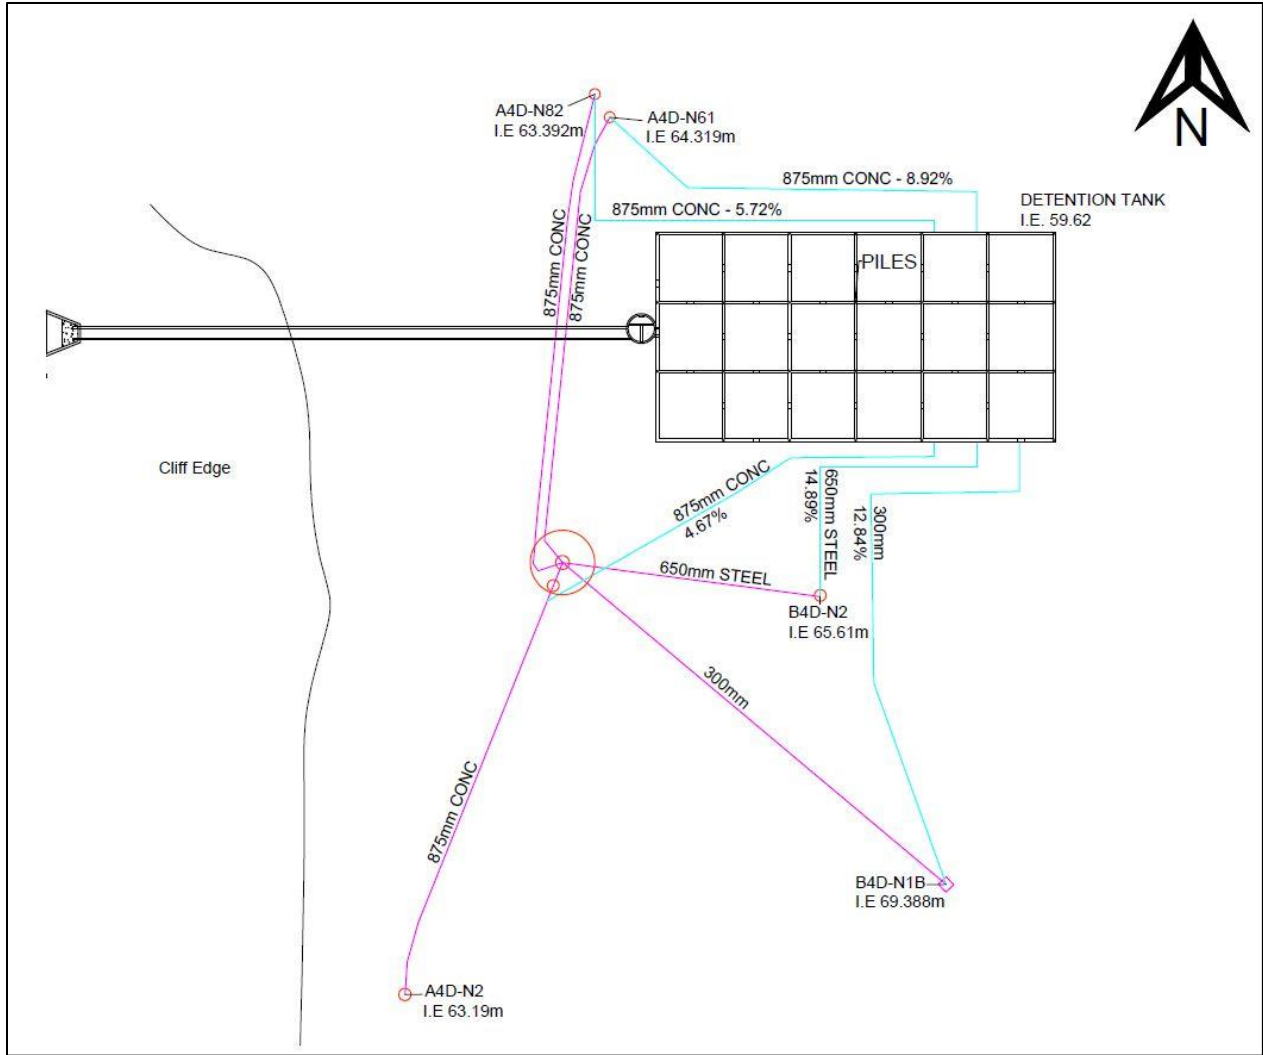 A4D-N82
I.E 63.392m
A4D-N61
I.E 64.319m
N
875mm CONC - 8.92%
875mm CONC - 5.72%
DETENTION TANK
I.E. 59.62
875mm CONC
875mm CONC
PILES
Cliff Edge
875mm CONC
4.67%
650mm STEEL
14.89%
300mm
12.84%
650mm STEEL
B4D-N2
I.E 65.61m
300mm
875mm CONC
B4D-N1B
I.E 69.388m
A4D-N2
I.E 63.19m